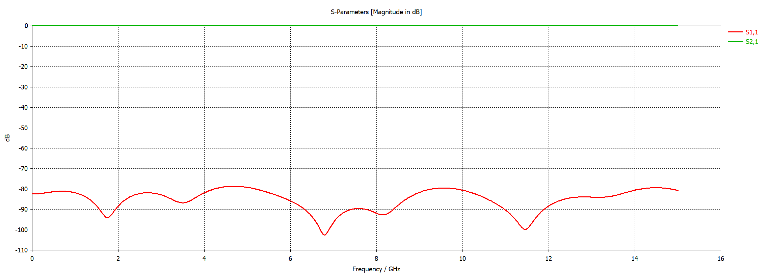 S-Parameters [Magnitude in dB]
S1,1
S2,1
0
-10
-20
-30
-40
-50
-60
-70
-80
-90
-100
-110
dB
0 2 4 6 8 10 12 14 16
Frequency / GHz